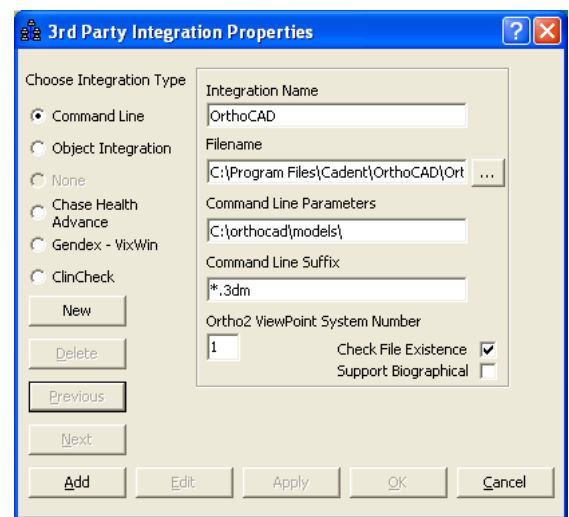 3rd Party Integration Properties
Choose Integration Type
Command Line
Object Integration
None
Chase Health
Advance
Gendex - VixWin
ClinCheck
New
Delete
Previous
Next
Integration Name
OrthoCAD
Filename
C:\Program Files\Cadent\OrthoCAD\Ort
...
Command Line Parameters
C:\orthocad\models\
Command Line Suffix
*.3dm
Ortho2 ViewPoint System Number
1
Check File Existence
Support Biographical
Add
Edit
Apply
OK
Cancel